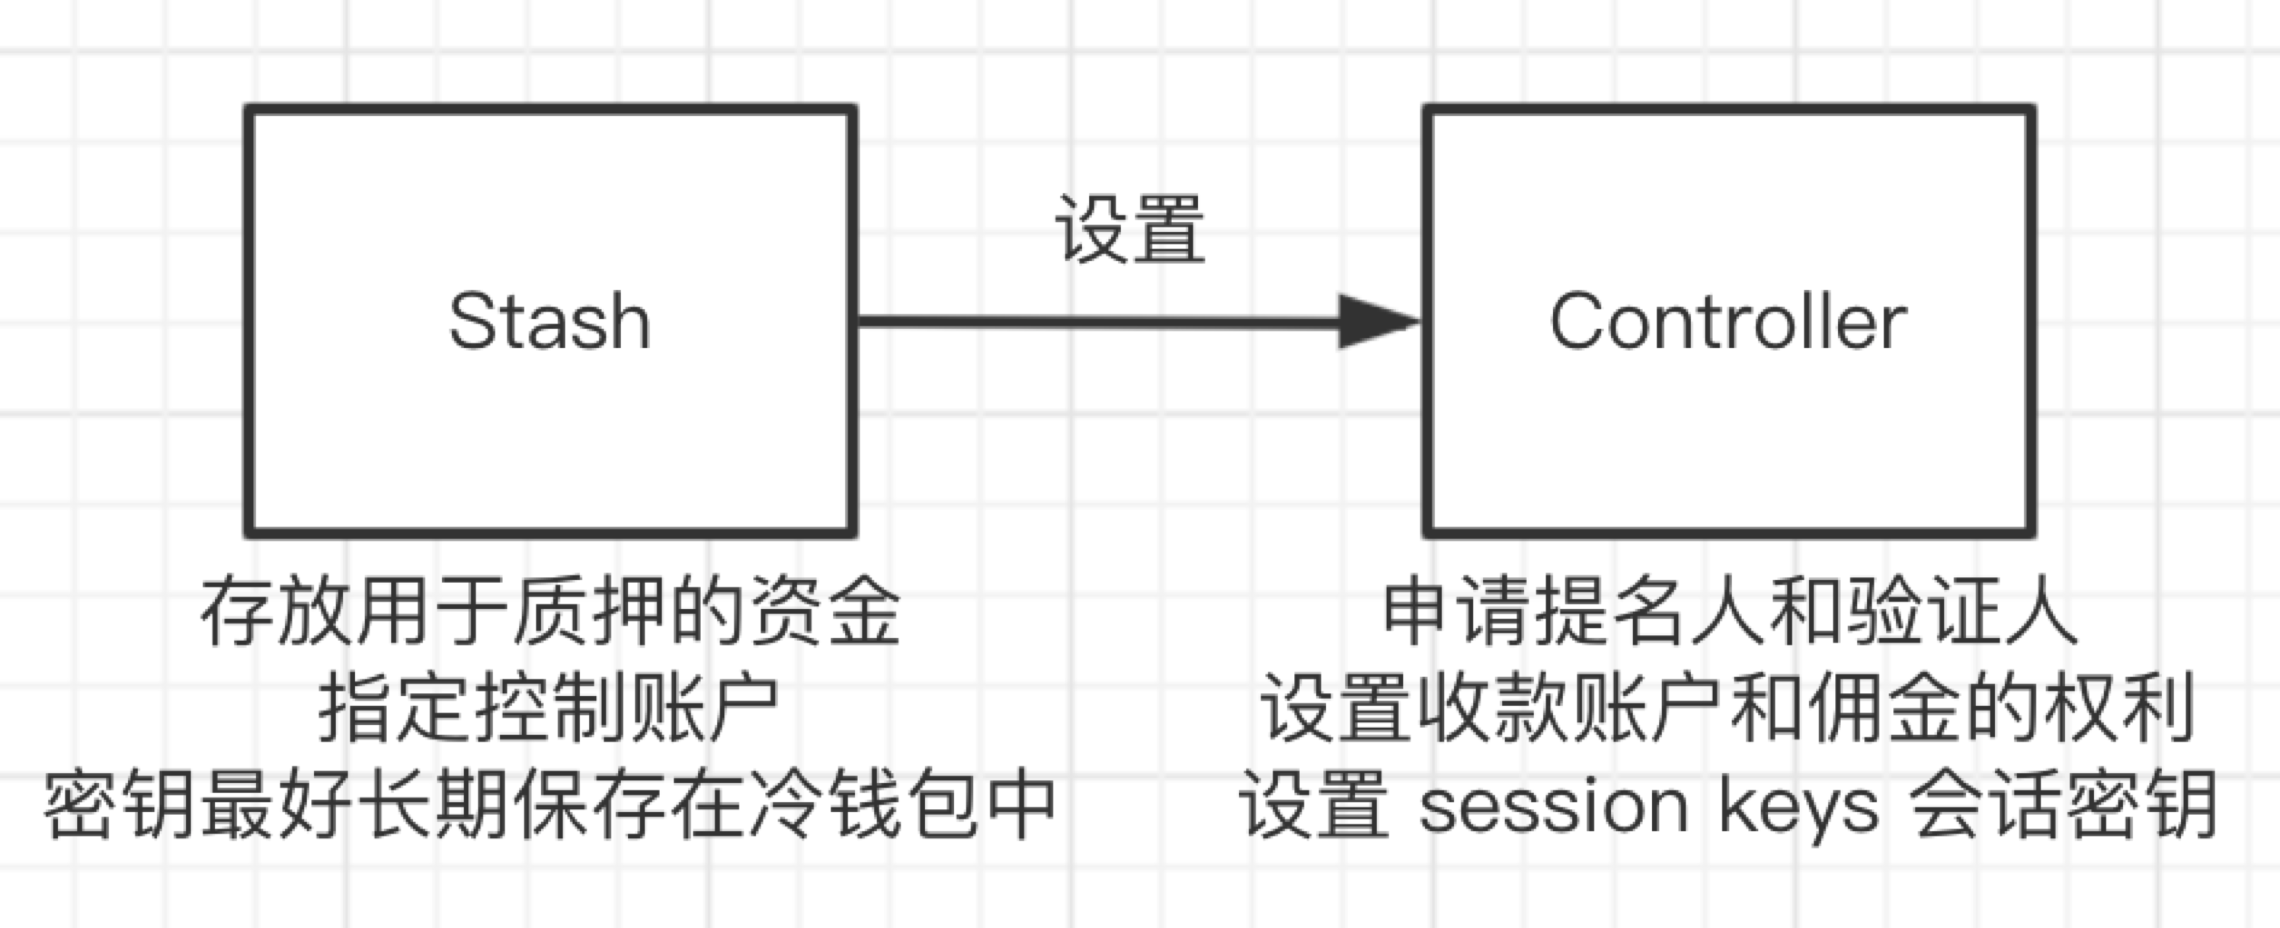 设置
Stash
Controller
存放用于质押的资金
指定控制账户
密钥最好长期保存在冷钱包中
申请提名人和验证人
设置收款账户和佣金的权利
设置 session keys 会话密钥